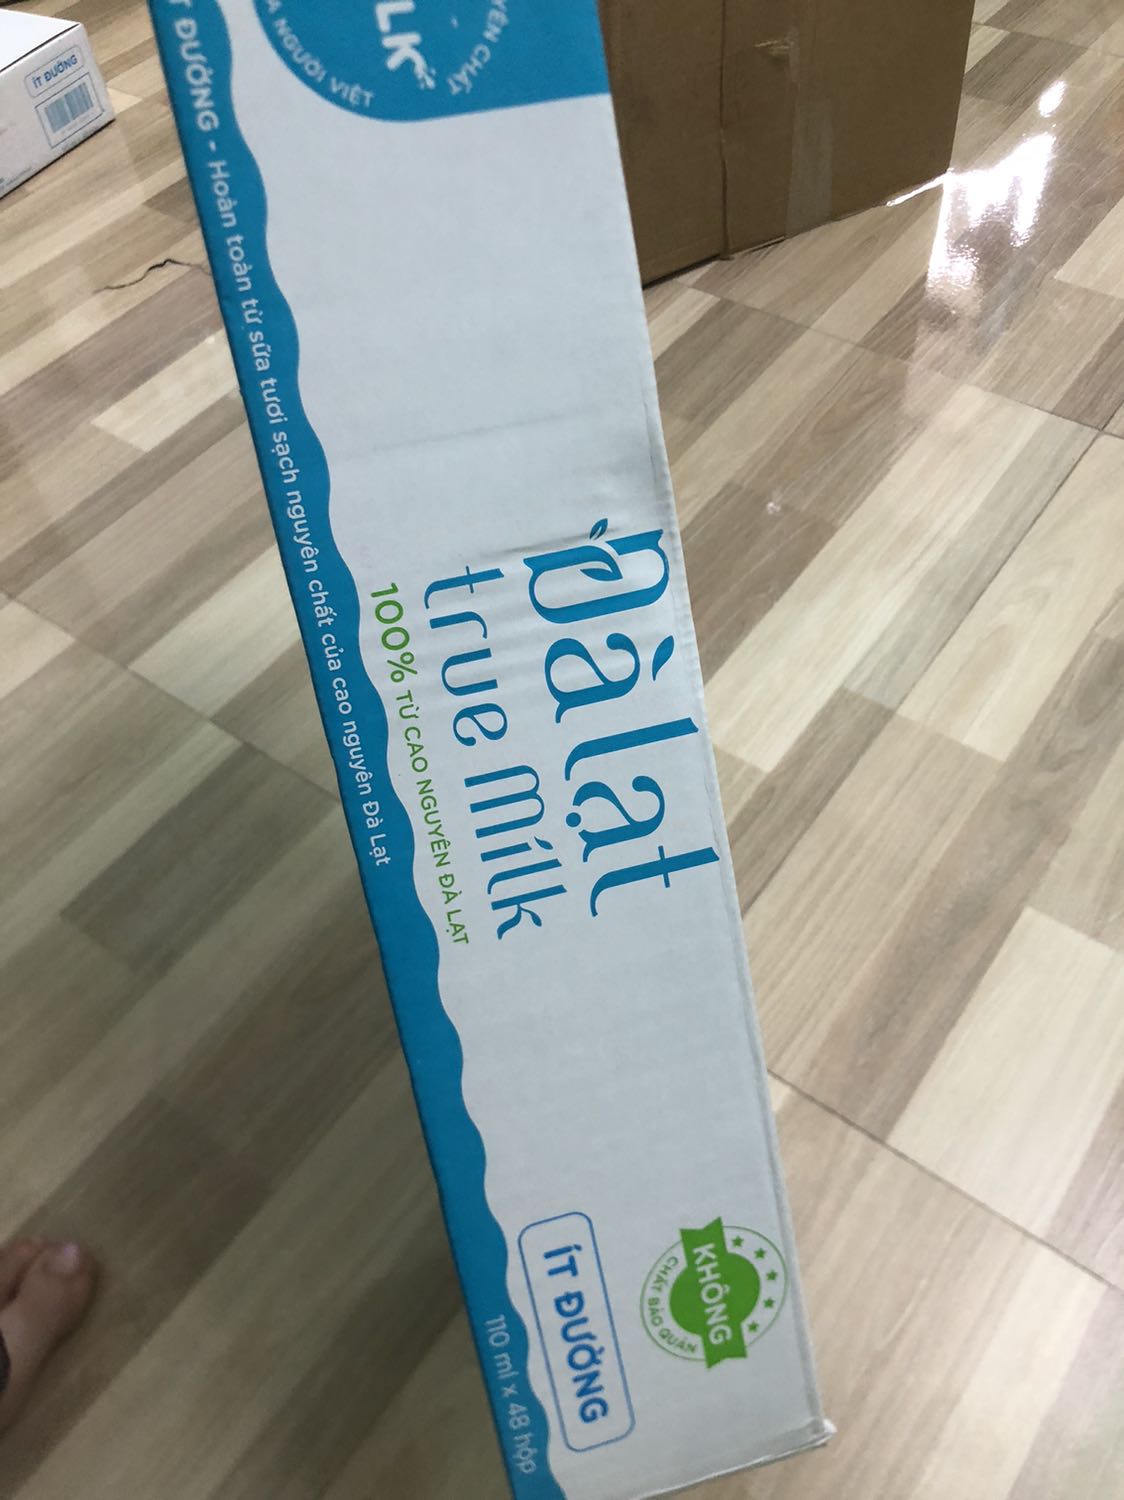 LK
A NGƯỜI VIỆT
CHẤT
ĐƯỜNG - Hoàn toàn từ sữa tươi sạch nguyên chất của cao nguyên Đà Lạt
Đà lạt
true milk
100% TỪ CAO NGUYÊN ĐÀ LẠT
KHÔNG
CHẤT BẢO QUẢN
ÍT ĐƯỜNG
110 ml x 48 hộp
ÍT ĐƯỜNG